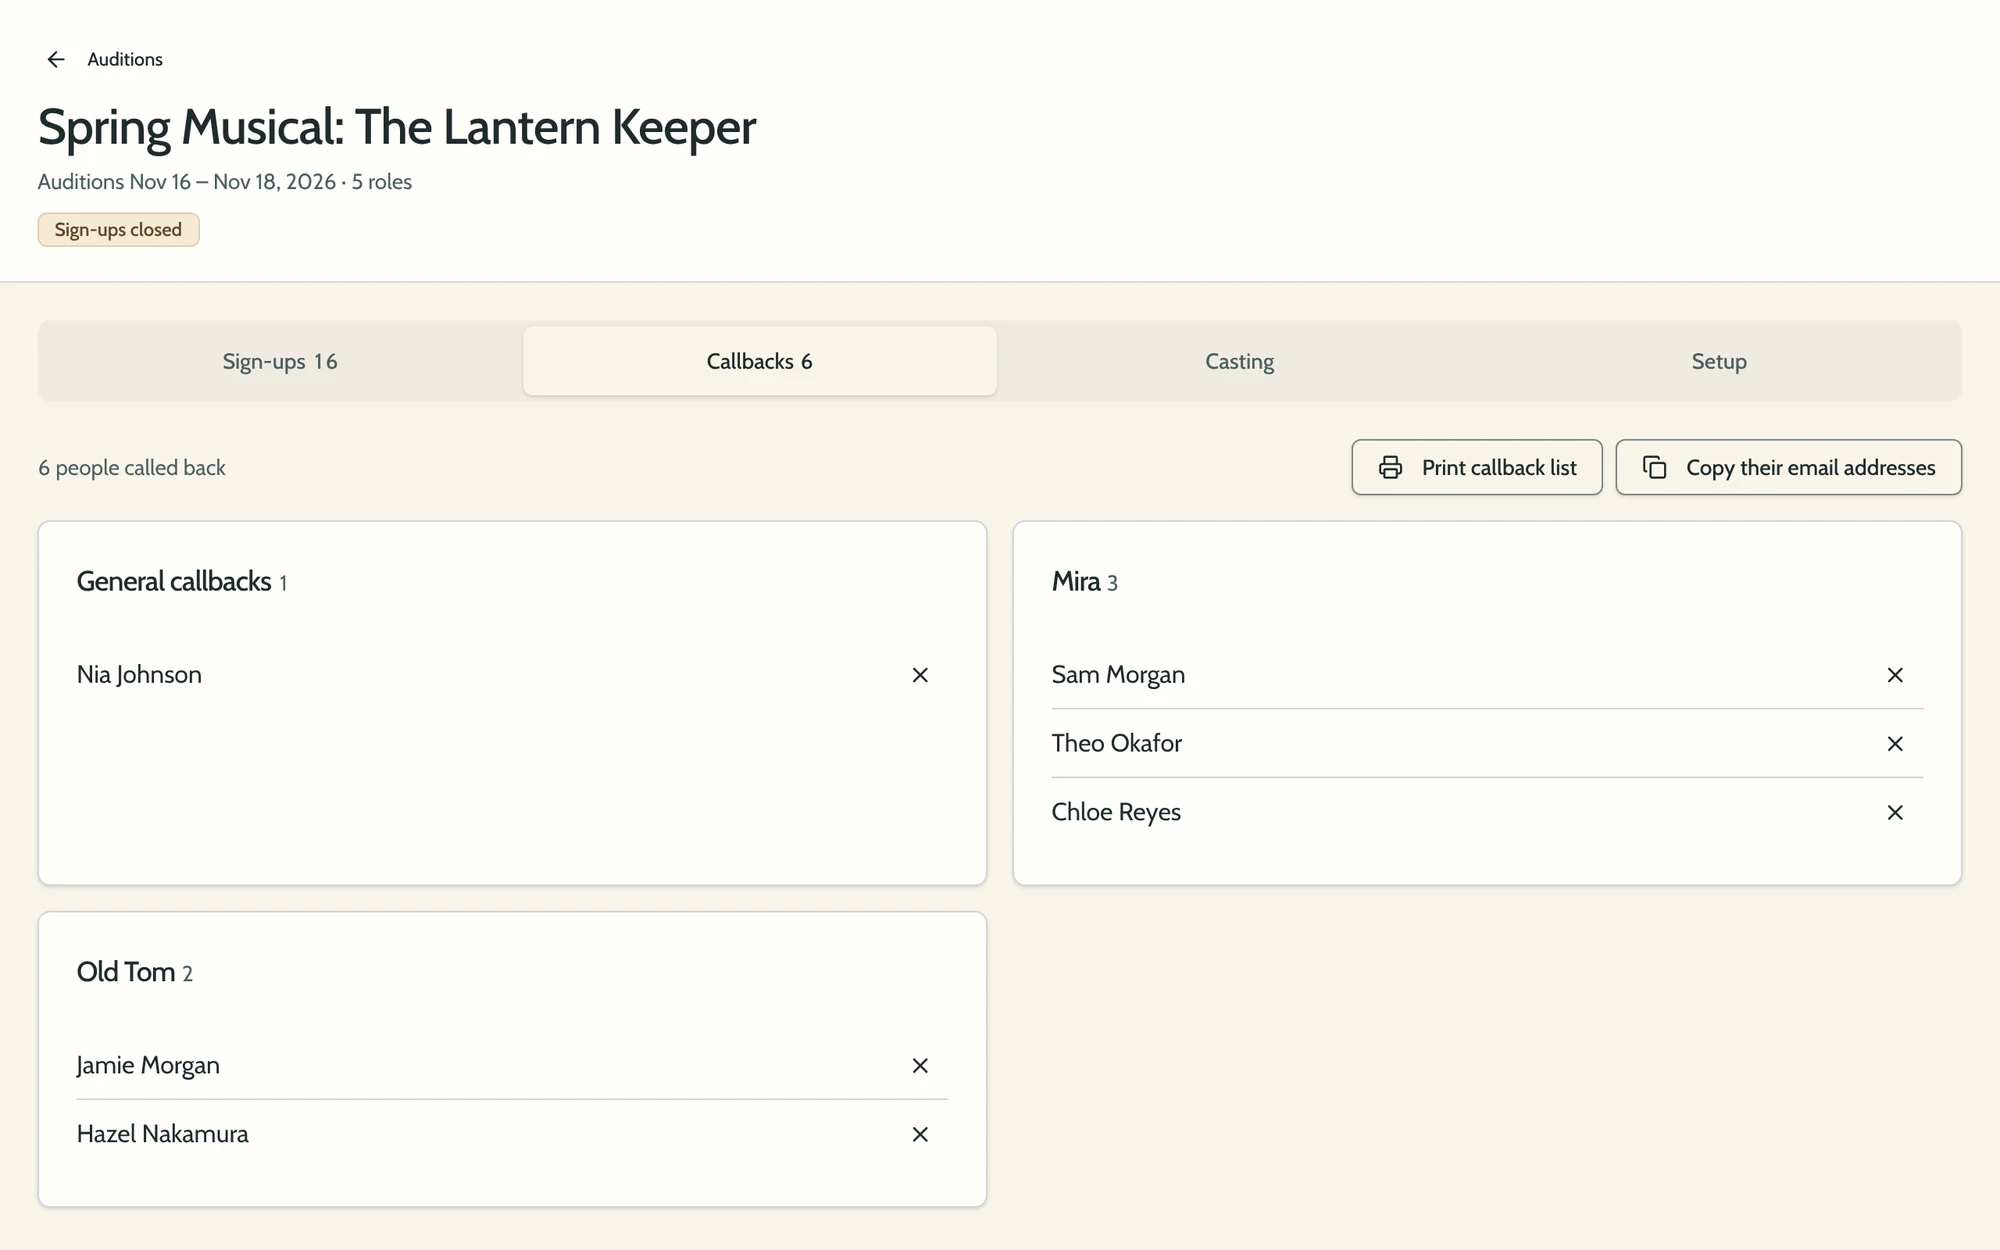 Auditions
Spring Musical: The Lantern Keeper
Auditions Nov 16 – Nov 18, 2026 · 5 roles
Sign-ups closed
Sign-ups 16
Callbacks 6
Casting
Setup
6 people called back
Print callback list
Copy their email addresses
General callbacks 1
Nia Johnson
Mira 3
Sam Morgan
Theo Okafor
Chloe Reyes
Old Tom 2
Jamie Morgan
Hazel Nakamura